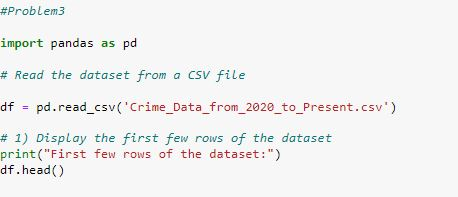 #Problem3
import pandas as pd
# Read the dataset from a CSV file
df = pd.read_csv('Crime_Data_from_2020_to_Present.csv')
# 1) Display the first few rows of the dataset
print("First few rows of the dataset:")
df.head()